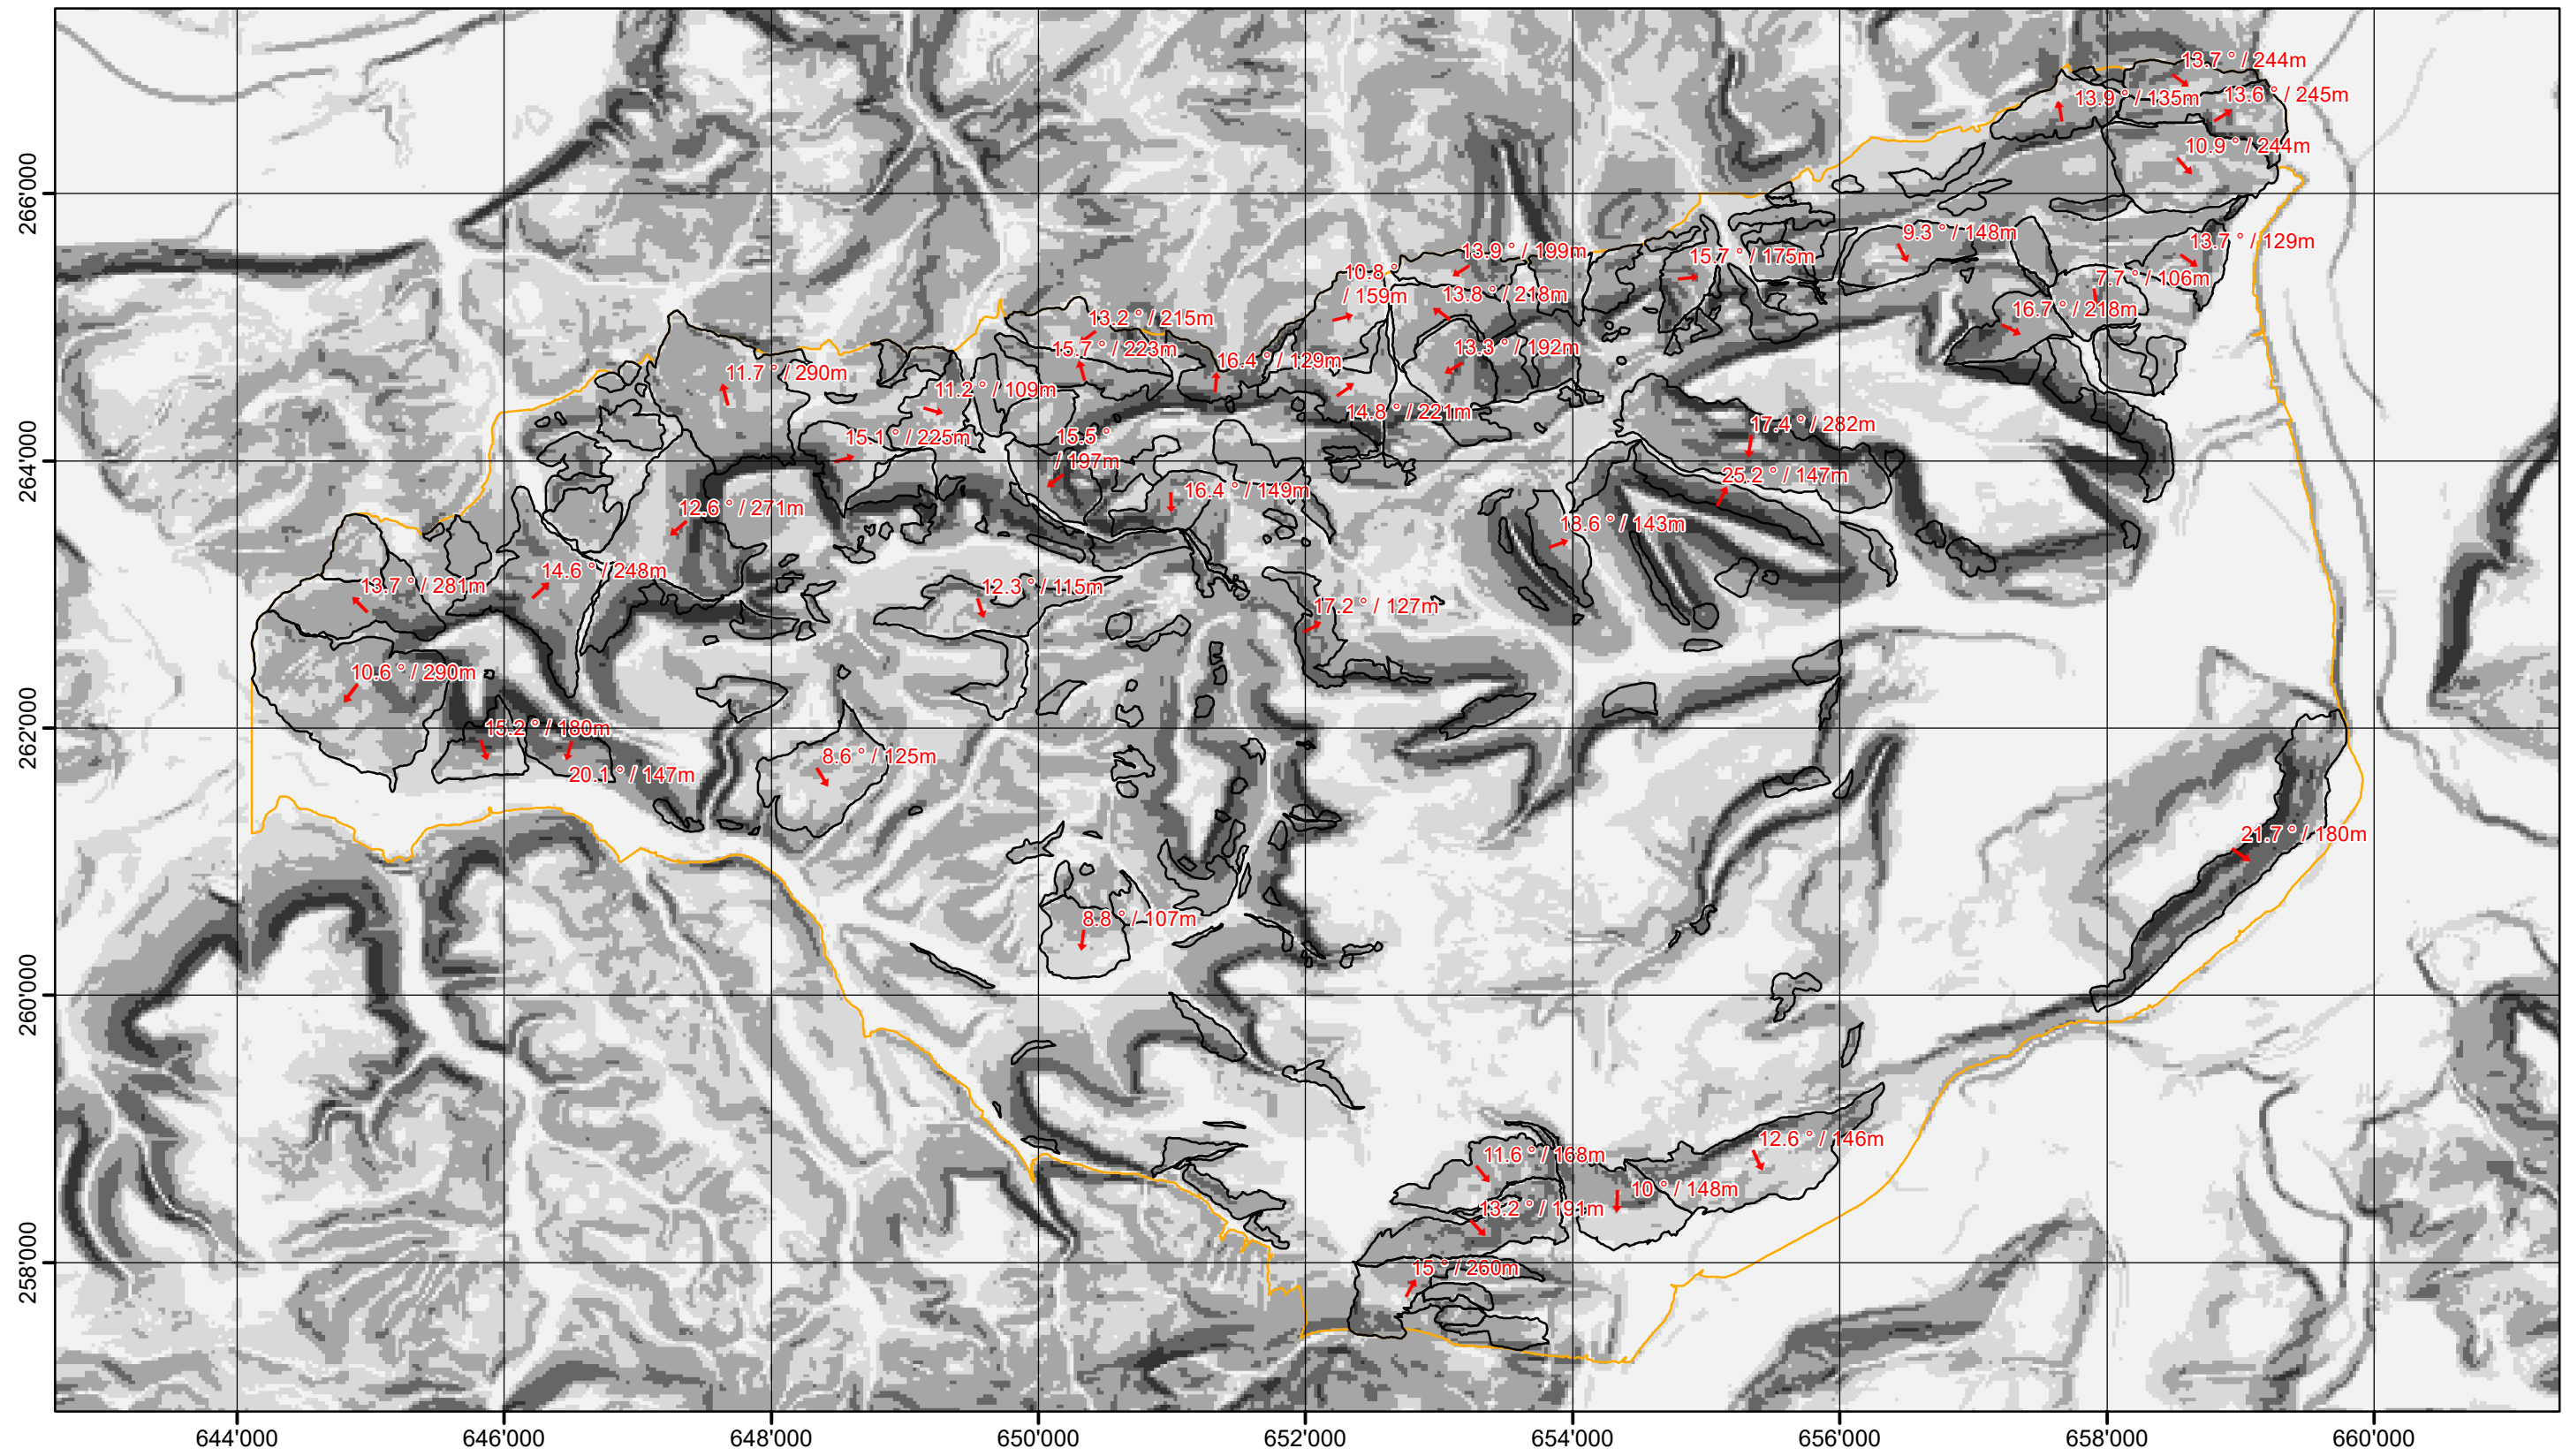 13.7 ° / 244m
13.9 ° / 135m
13.6 ° / 245m
10.9 ° / 244m
266'000
9.3 ° / 148m
13.7 ° / 129m
13.9 ° / 199m
15.7 ° / 175m
10.8 °
/ 159m
13.8 ° / 218m
7.7 ° / 106m
16.7 ° / 218m
13.2 ° / 215m
15.7 ° / 223m
13.3 ° / 192m
16.4 ° / 129m
11.7 ° / 290m
11.2 ° / 109m
14.8 ° / 221m
17.4 ° / 282m
15.1 ° / 225m
15.5 °
/ 197m
264'000
25.2 ° / 147m
16.4 ° / 149m
12.6 ° / 271m
18.6 ° / 143m
14.6 ° / 248m
13.7 ° / 281m
12.3 ° / 115m
17.2 ° / 127m
10.6 ° / 290m
262'000
15.2 ° / 180m
8.6 ° / 125m
20.1 ° / 147m
21.7 ° / 180m
8.8 ° / 107m
260'000
12.6 ° / 146m
11.6 ° / 168m
10 ° / 148m
13.2 ° / 191m
258'000
15 ° / 260m
644'000
646'000
648'000
650'000
652'000
654'000
656'000
658'000
660'000